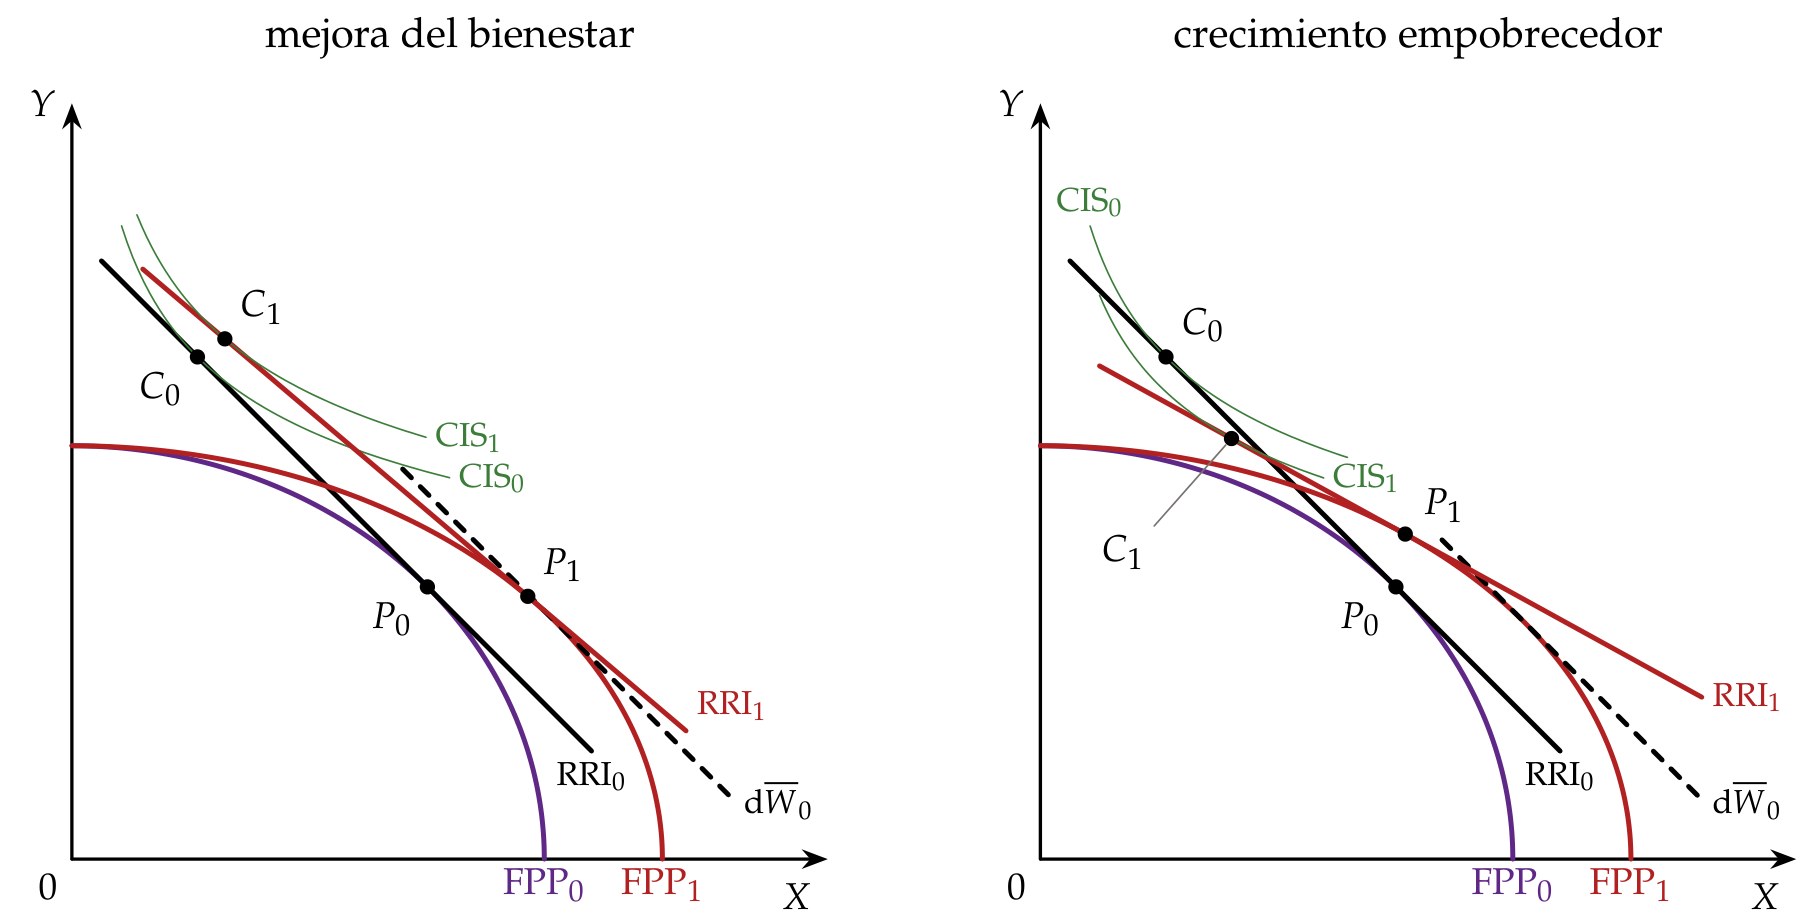 mejora del bienestar
Y
C₁
C₀
CIS₁
CIS₀
P₁
P₀
RRI₁
RRI₀
dW̅₀
0
FPP₀
FPP₁
X
crecimiento empobrecedor
Y
CIS₀
C₀
CIS₁
P₁
C₁
P₀
RRI₁
RRI₀
dW̅₀
0
FPP₀
FPP₁
X